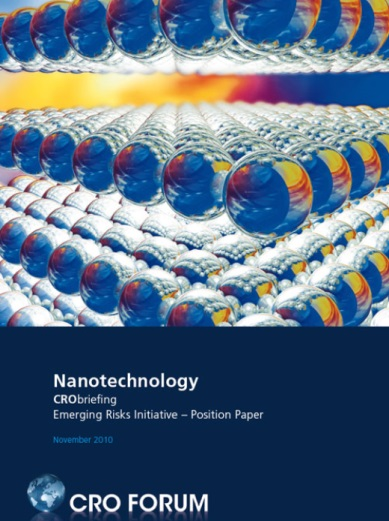 Nanotechnology
CRObriefing
Emerging Risks Initiative – Position Paper
November 2010
CRO FORUM